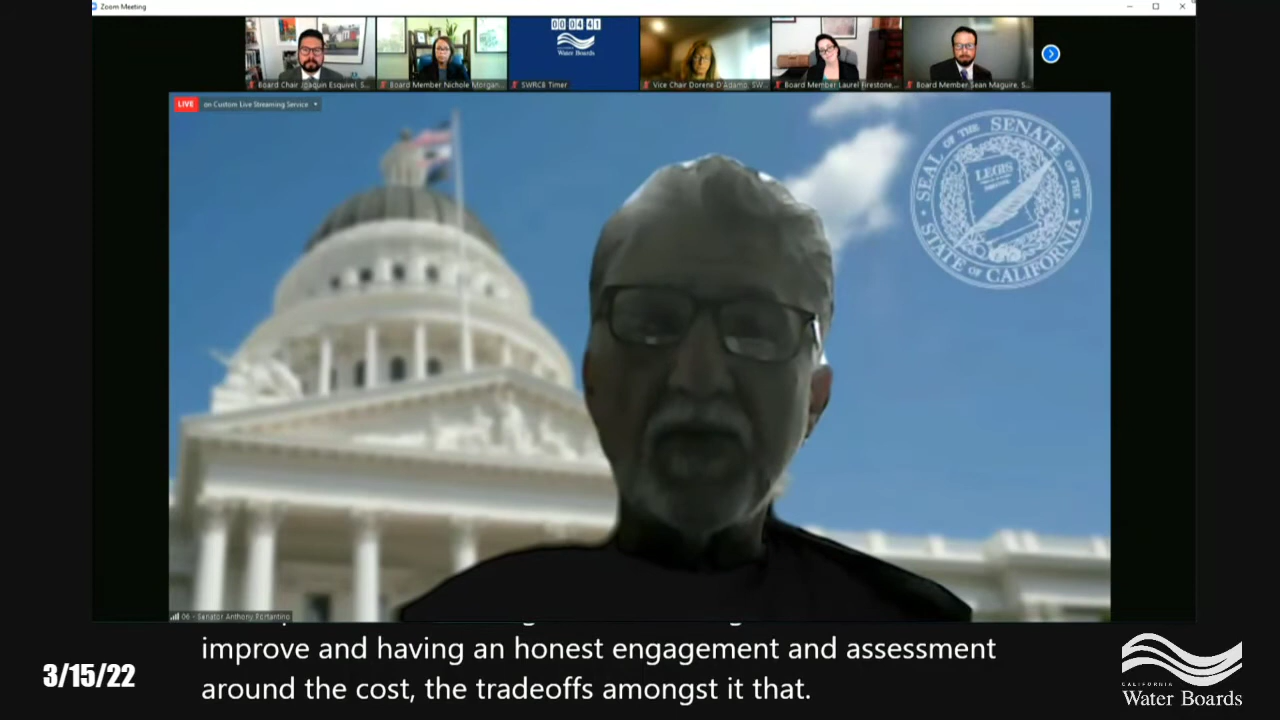 Zoom Meeting
00 04 41
CALIFORNIA
Water Boards
Board Chair Joaquin Esquivel, S...
Board Member Nichole Morgan...
SWRCB Timer
Vice Chair Dorene D'Adamo, SW...
Board Member Laurel Firestone,...
Board Member Sean Maguire, S...
LIVE on Custom Live Streaming Service
SEAL OF THE SENATE OF THE STATE OF CALIFORNIA
LEGIS
06 - Senator Anthony Portantino
improve and having an honest engagement and assessment
around the cost, the tradeoffs amongst it that.
3/15/22
CALIFORNIA
Water Boards